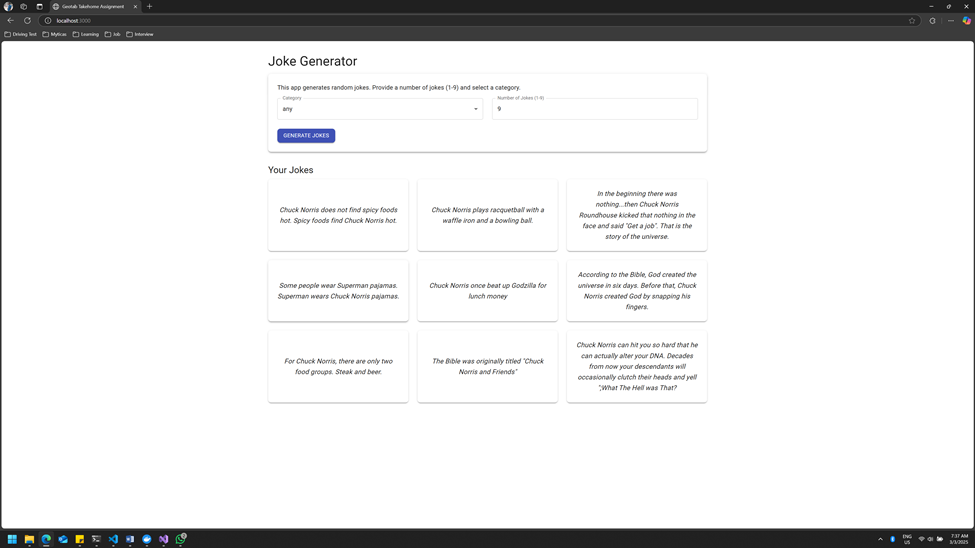 Geotab Takehome Assignment
localhost:3000
Driving Test
Myticas
Learning
Job
Interview
Joke Generator
This app generates random jokes. Provide a number of jokes (1-9) and select a category.
Category
any
Number of Jokes (1-9)
9
GENERATE JOKES
Your Jokes
Chuck Norris does not find spicy foods
hot. Spicy foods find Chuck Norris hot.
Chuck Norris plays racquetball with a
waffle iron and a bowling ball.
In the beginning there was
nothing...then Chuck Norris
Roundhouse kicked that nothing in the
face and said "Get a job". That is the
story of the universe.
Some people wear Superman pajamas.
Superman wears Chuck Norris pajamas.
Chuck Norris once beat up Godzilla for
lunch money
According to the Bible, God created the
universe in six days. Before that, Chuck
Norris created God by snapping his
fingers.
For Chuck Norris, there are only two
food groups. Steak and beer.
The Bible was originally titled "Chuck
Norris and Friends"
Chuck Norris can hit you so hard that he
can actually alter your DNA. Decades
from now your descendants will
occasionally clutch their heads and yell
";What The Hell was That?
ENG
US
7:37 AM
3/3/2025